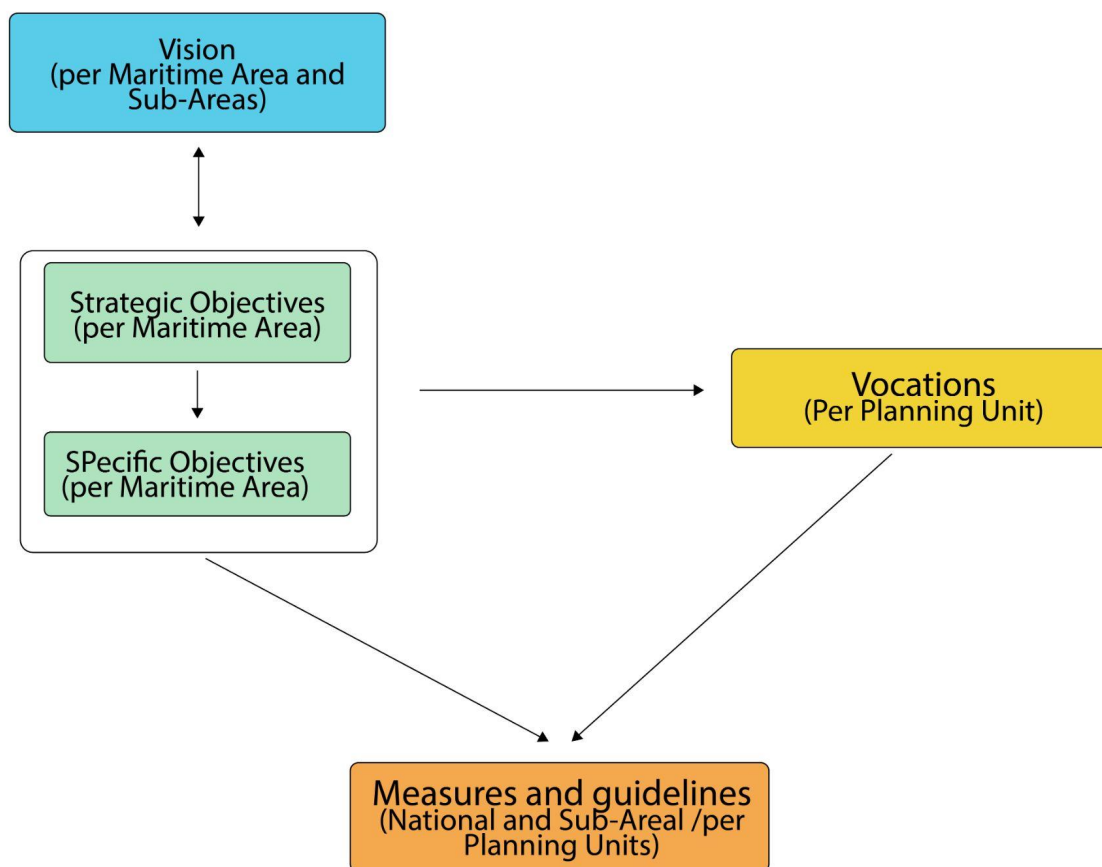 Vision
(per Maritime Area and
Sub-Areas)
Strategic Objectives
(per Maritime Area)
SPecific Objectives
(per Maritime Area)
Vocations
(Per Planning Unit)
Measures and guidelines
(National and Sub-Areal /per
Planning Units)